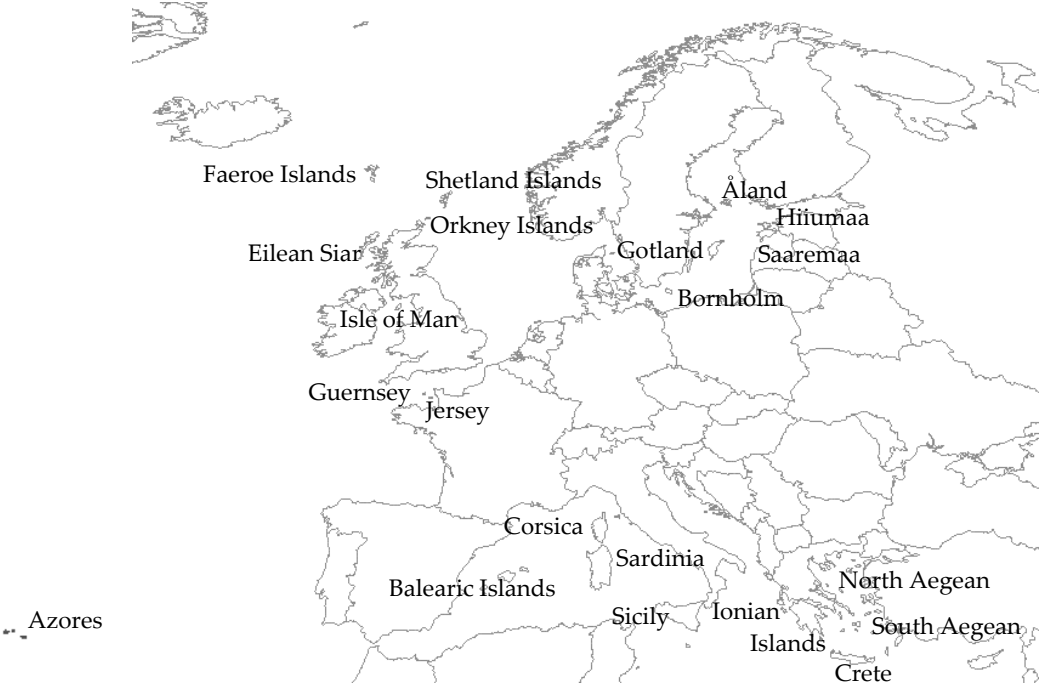 Faeroe Islands
Shetland Islands
Åland
Hiiumaa
Orkney Islands
Eilean Siar
Gotland
Saaremaa
Bornholm
Isle of Man
Guernsey
Jersey
Corsica
Sardinia
North Aegean
Balearic Islands
Sicily
Ionian
Islands
Azores
South Aegean
Crete